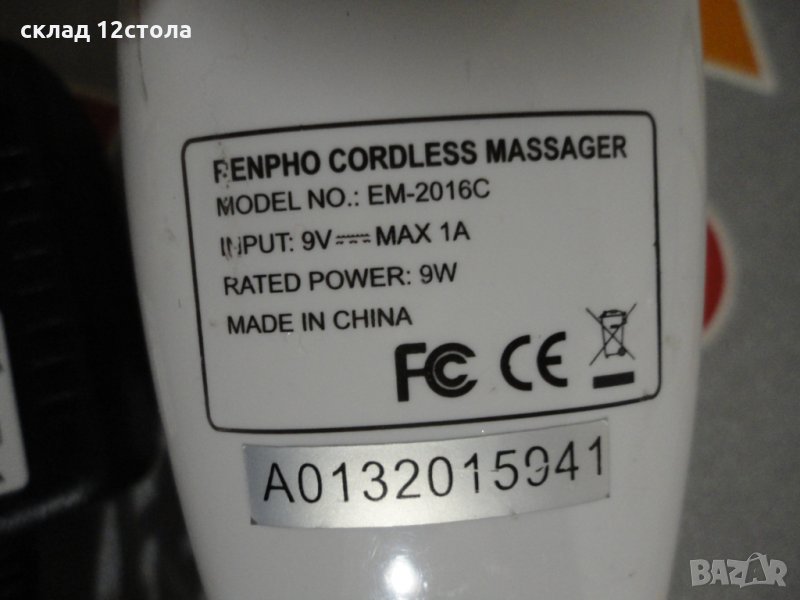 склад 12стола
RENPHO CORDLESS MASSAGER
MODEL NO.: EM-2016C
INPUT: 9V⎓MAX 1A
RATED POWER: 9W
MADE IN CHINA
FC CE
A0132015941
BAZAR